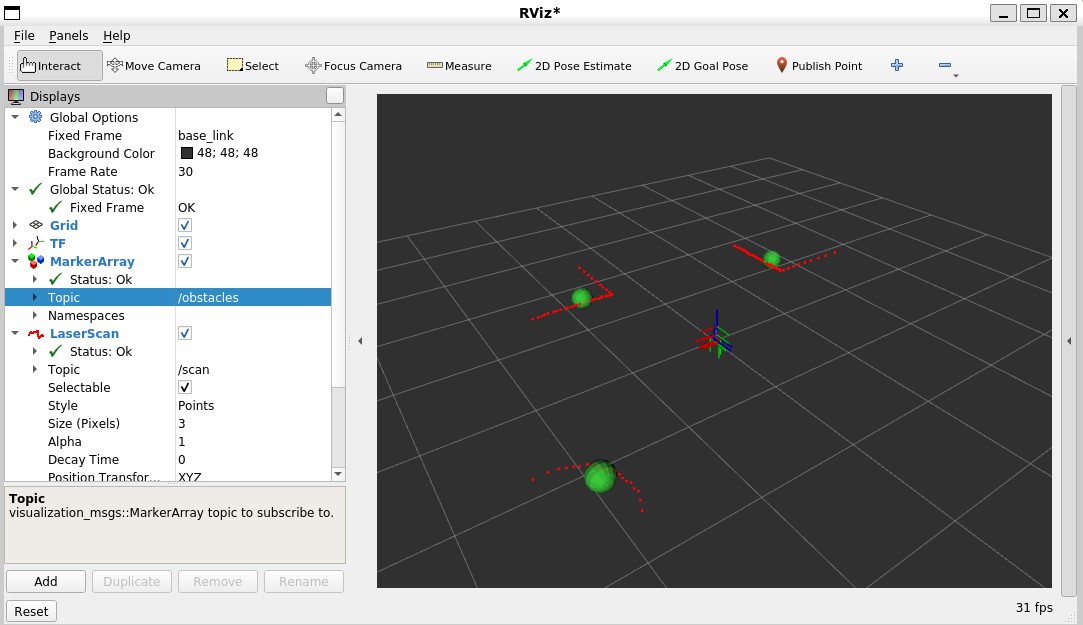 RViz*
File Panels Help
Interact Move Camera Select Focus Camera Measure 2D Pose Estimate 2D Goal Pose Publish Point
Displays
Global Options
Fixed Frame base_link
Background Color 48; 48; 48
Frame Rate 30
Global Status: Ok
Fixed Frame OK
Grid
TF
MarkerArray
Status: Ok
Topic /obstacles
Namespaces
LaserScan
Status: Ok
Topic /scan
Selectable
Style Points
Size (Pixels) 3
Alpha 1
Decay Time 0
Position Transfor... XYZ
Topic
visualization_msgs::MarkerArray topic to subscribe to.
Add Duplicate Remove Rename
Reset
31 fps